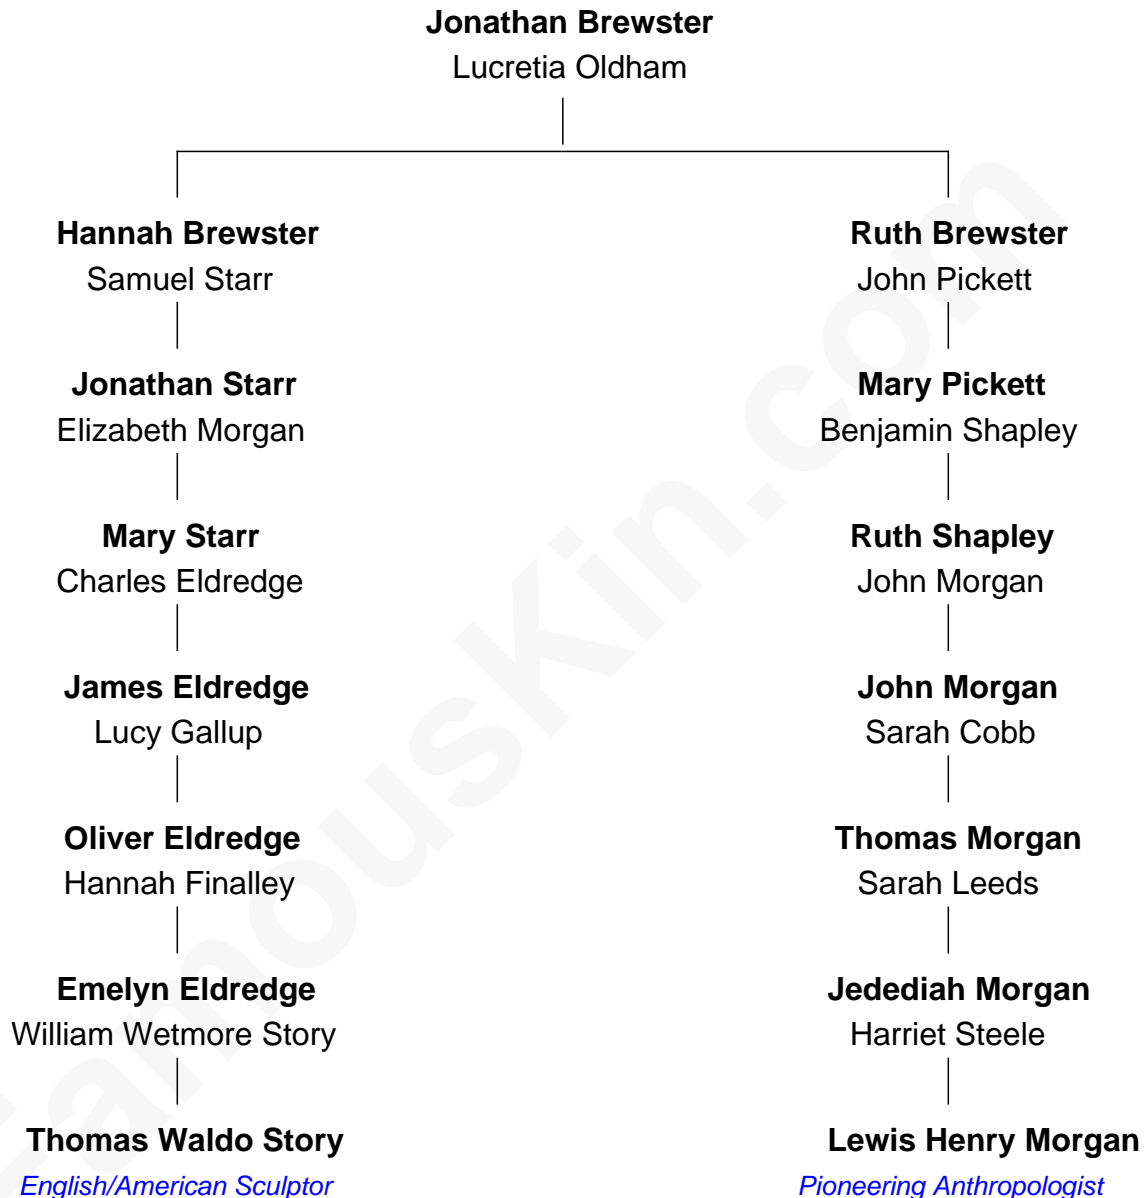 Jonathan Brewster
Lucretia Oldham
Hannah Brewster
Samuel Starr
Ruth Brewster
John Pickett
Jonathan Starr
Elizabeth Morgan
Mary Pickett
Benjamin Shapley
Mary Starr
Charles Eldredge
Ruth Shapley
John Morgan
James Eldredge
Lucy Gallup
John Morgan
Sarah Cobb
Oliver Eldredge
Hannah Finalley
Thomas Morgan
Sarah Leeds
Emelyn Eldredge
William Wetmore Story
Jedediah Morgan
Harriet Steele
Thomas Waldo Story
English/American Sculptor
Lewis Henry Morgan
Pioneering Anthropologist
FamousKin.com